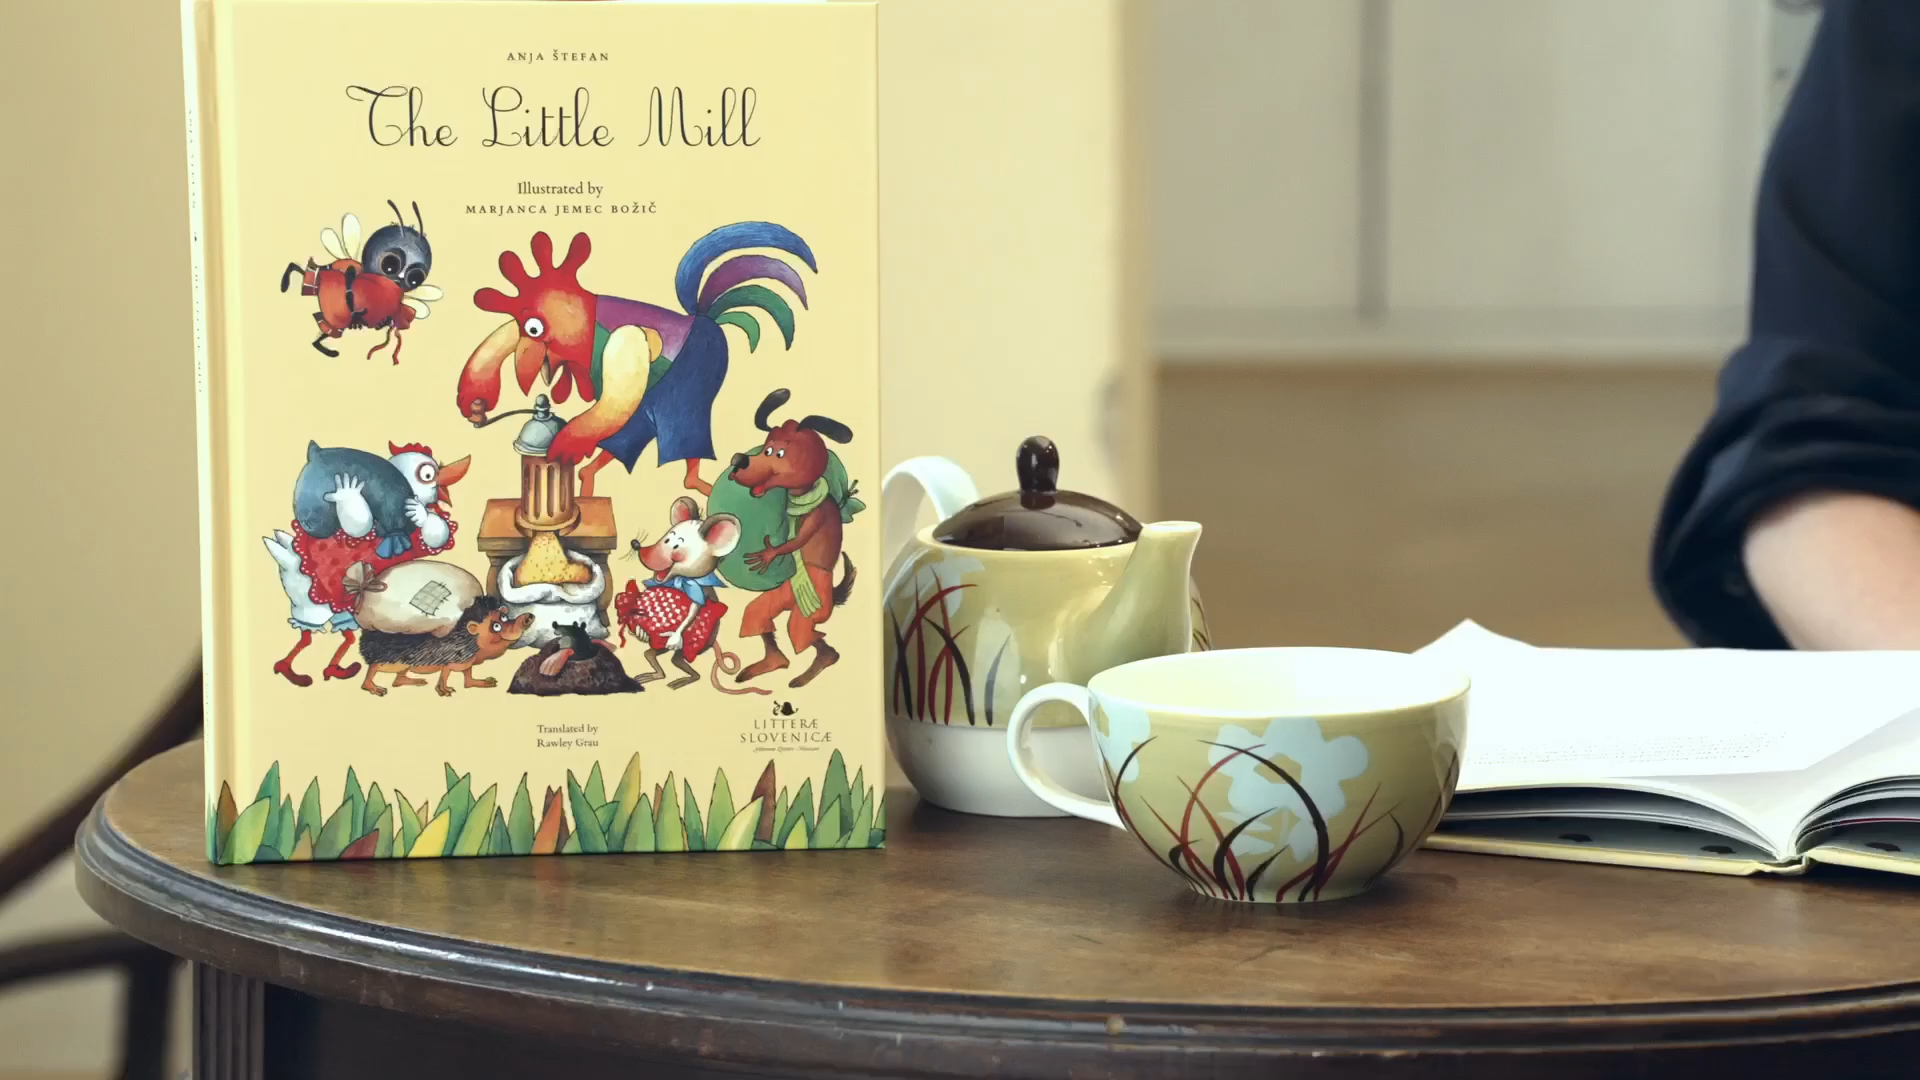 ANJA ŠTEFAN
The Little Mill
Illustrated by
MARJANCA JEMEC BOŽIČ
Translated by
Rawley Grau
LITTERÆ
SLOVENICÆ